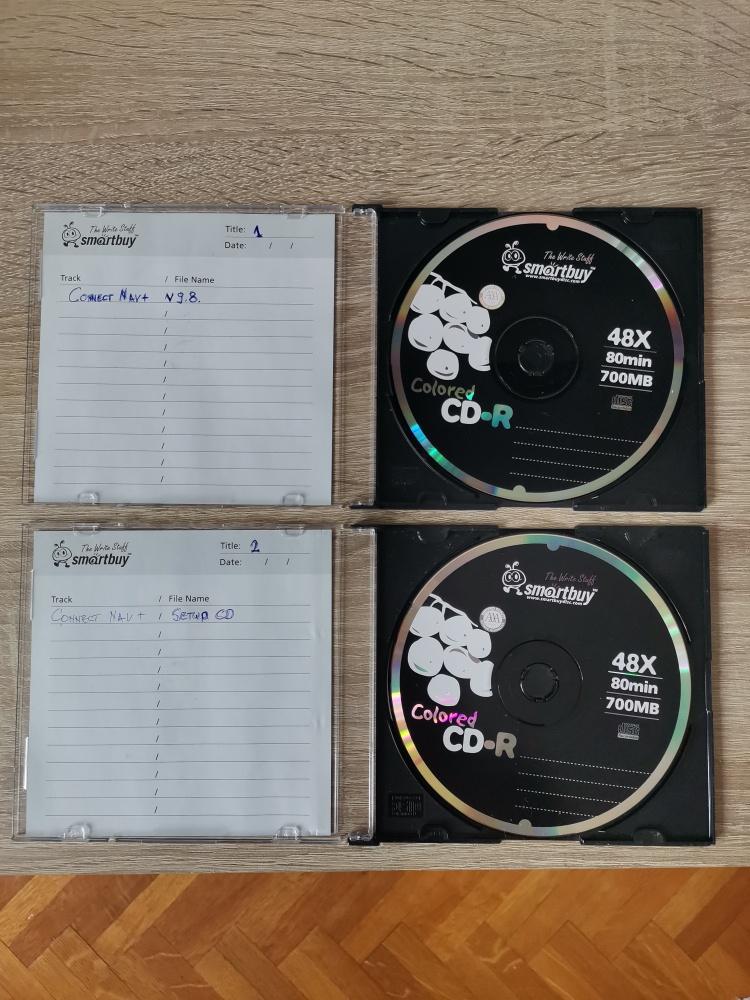 The Write Stuff
smartbuy
Title: 1
Date: / /
Track / File Name
CONNECT NAV+ V9.8.
The Write Stuff
smartbuy™
www.smartbuydisc.com
48X
80min
700MB
Colored
CD-R
The Write Stuff
smartbuy
Title: 2
Date: / /
Track / File Name
CONNECT NAV+ / SETUP CD
The Write Stuff
smartbuy™
www.smartbuydisc.com
48X
80min
700MB
Colored
CD-R